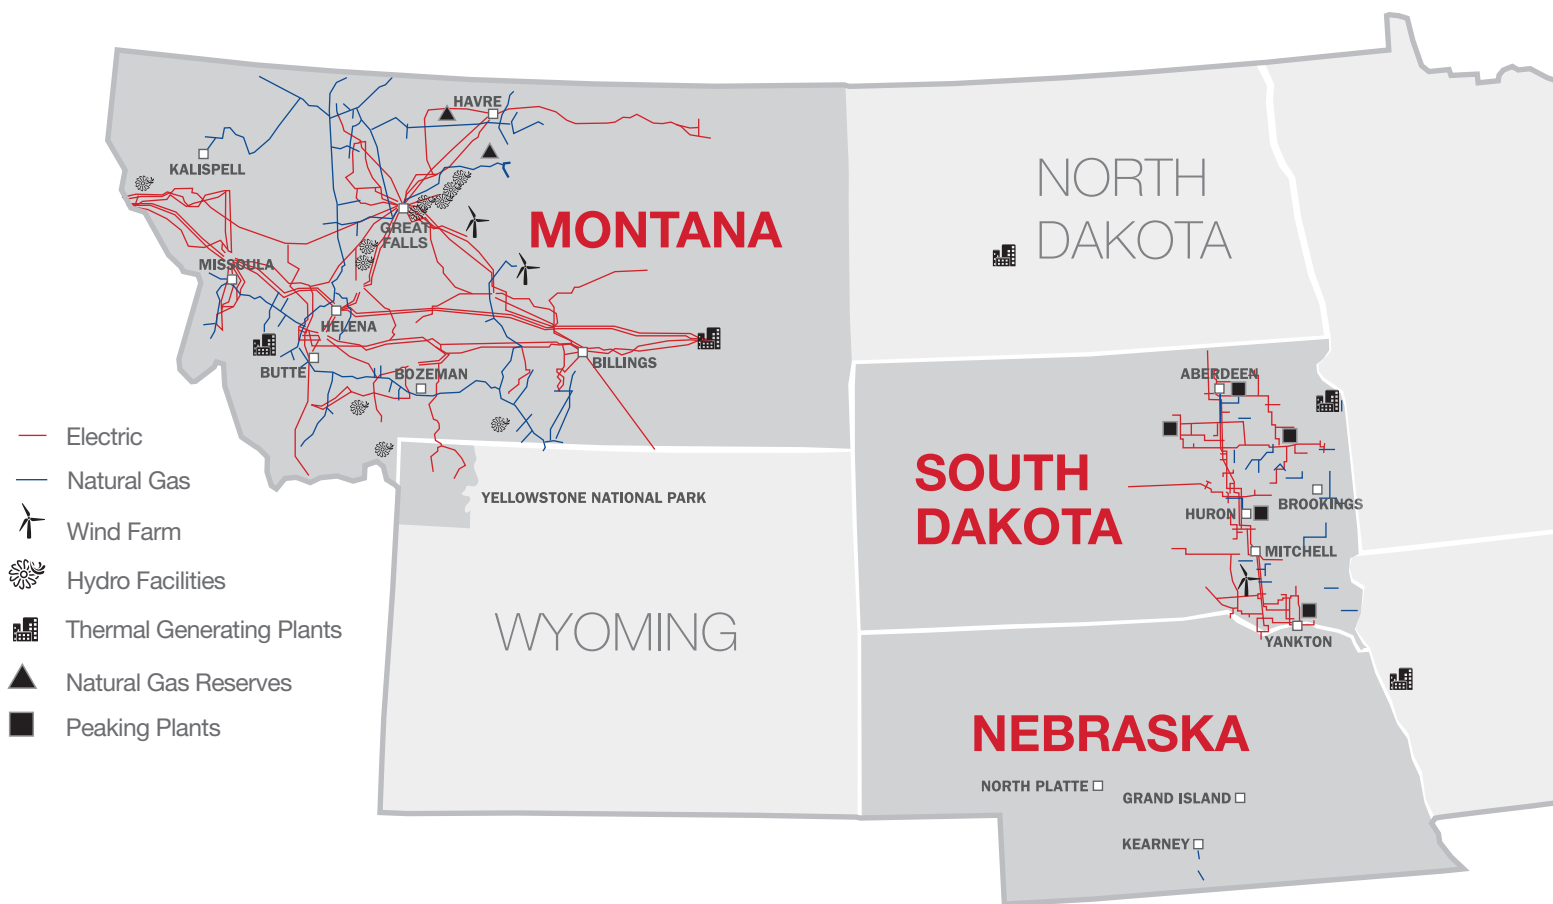 HAVRE
KALISPELL
NORTH
DAKOTA
GREAT
FALLS
MONTANA
MISSOULA
HELENA
BUTTE
BOZEMAN
BILLINGS
ABERDEEN
Electric
Natural Gas
Wind Farm
Hydro Facilities
Thermal Generating Plants
Natural Gas Reserves
Peaking Plants
YELLOWSTONE NATIONAL PARK
SOUTH
DAKOTA
BROOKINGS
HURON
MITCHELL
WYOMING
YANKTON
NEBRASKA
NORTH PLATTE
GRAND ISLAND
KEARNEY